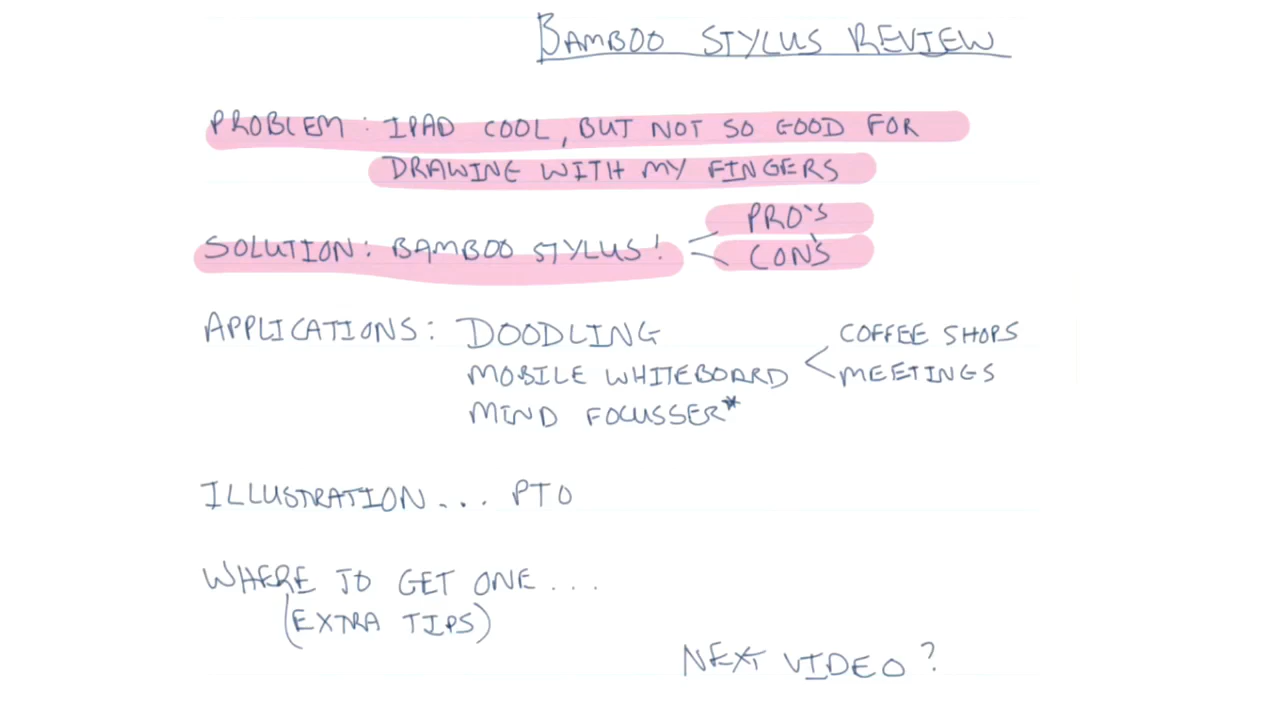 BAMBOO STYLUS REVIEW
PROBLEM: IPAD COOL, BUT NOT SO GOOD FOR
DRAWING WITH MY FINGERS
PRO'S
SOLUTION: BAMBOO STYLUS!
CON'S
APPLICATIONS: DOODLING
COFFEE SHOPS
MOBILE WHITEBOARD
MEETINGS
MIND FOCUSSER*
ILLUSTRATION... PTO
WHERE TO GET ONE...
(EXTRA TIPS)
NEXT VIDEO?